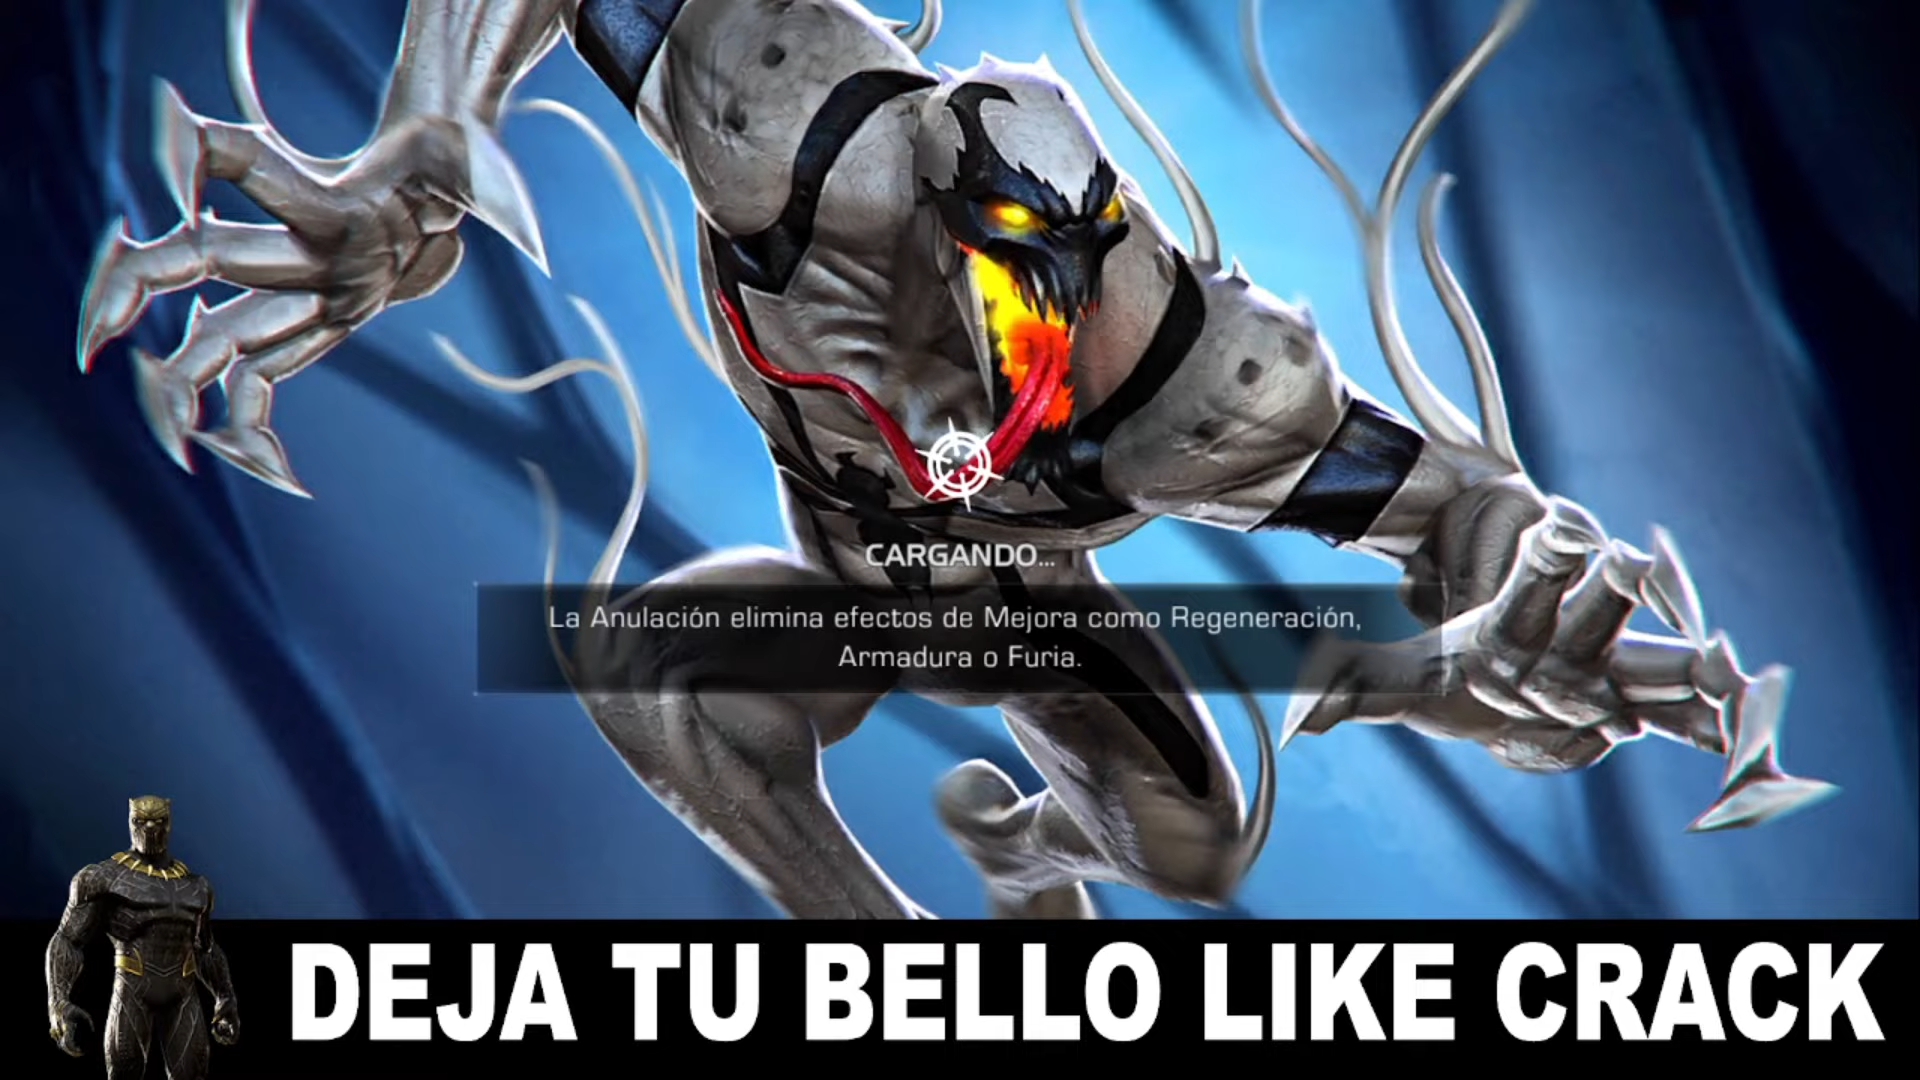 CARGANDO...
La Anulación elimina efectos de Mejora como Regeneración,
Armadura o Furia.
DEJA TU BELLO LIKE CRACK